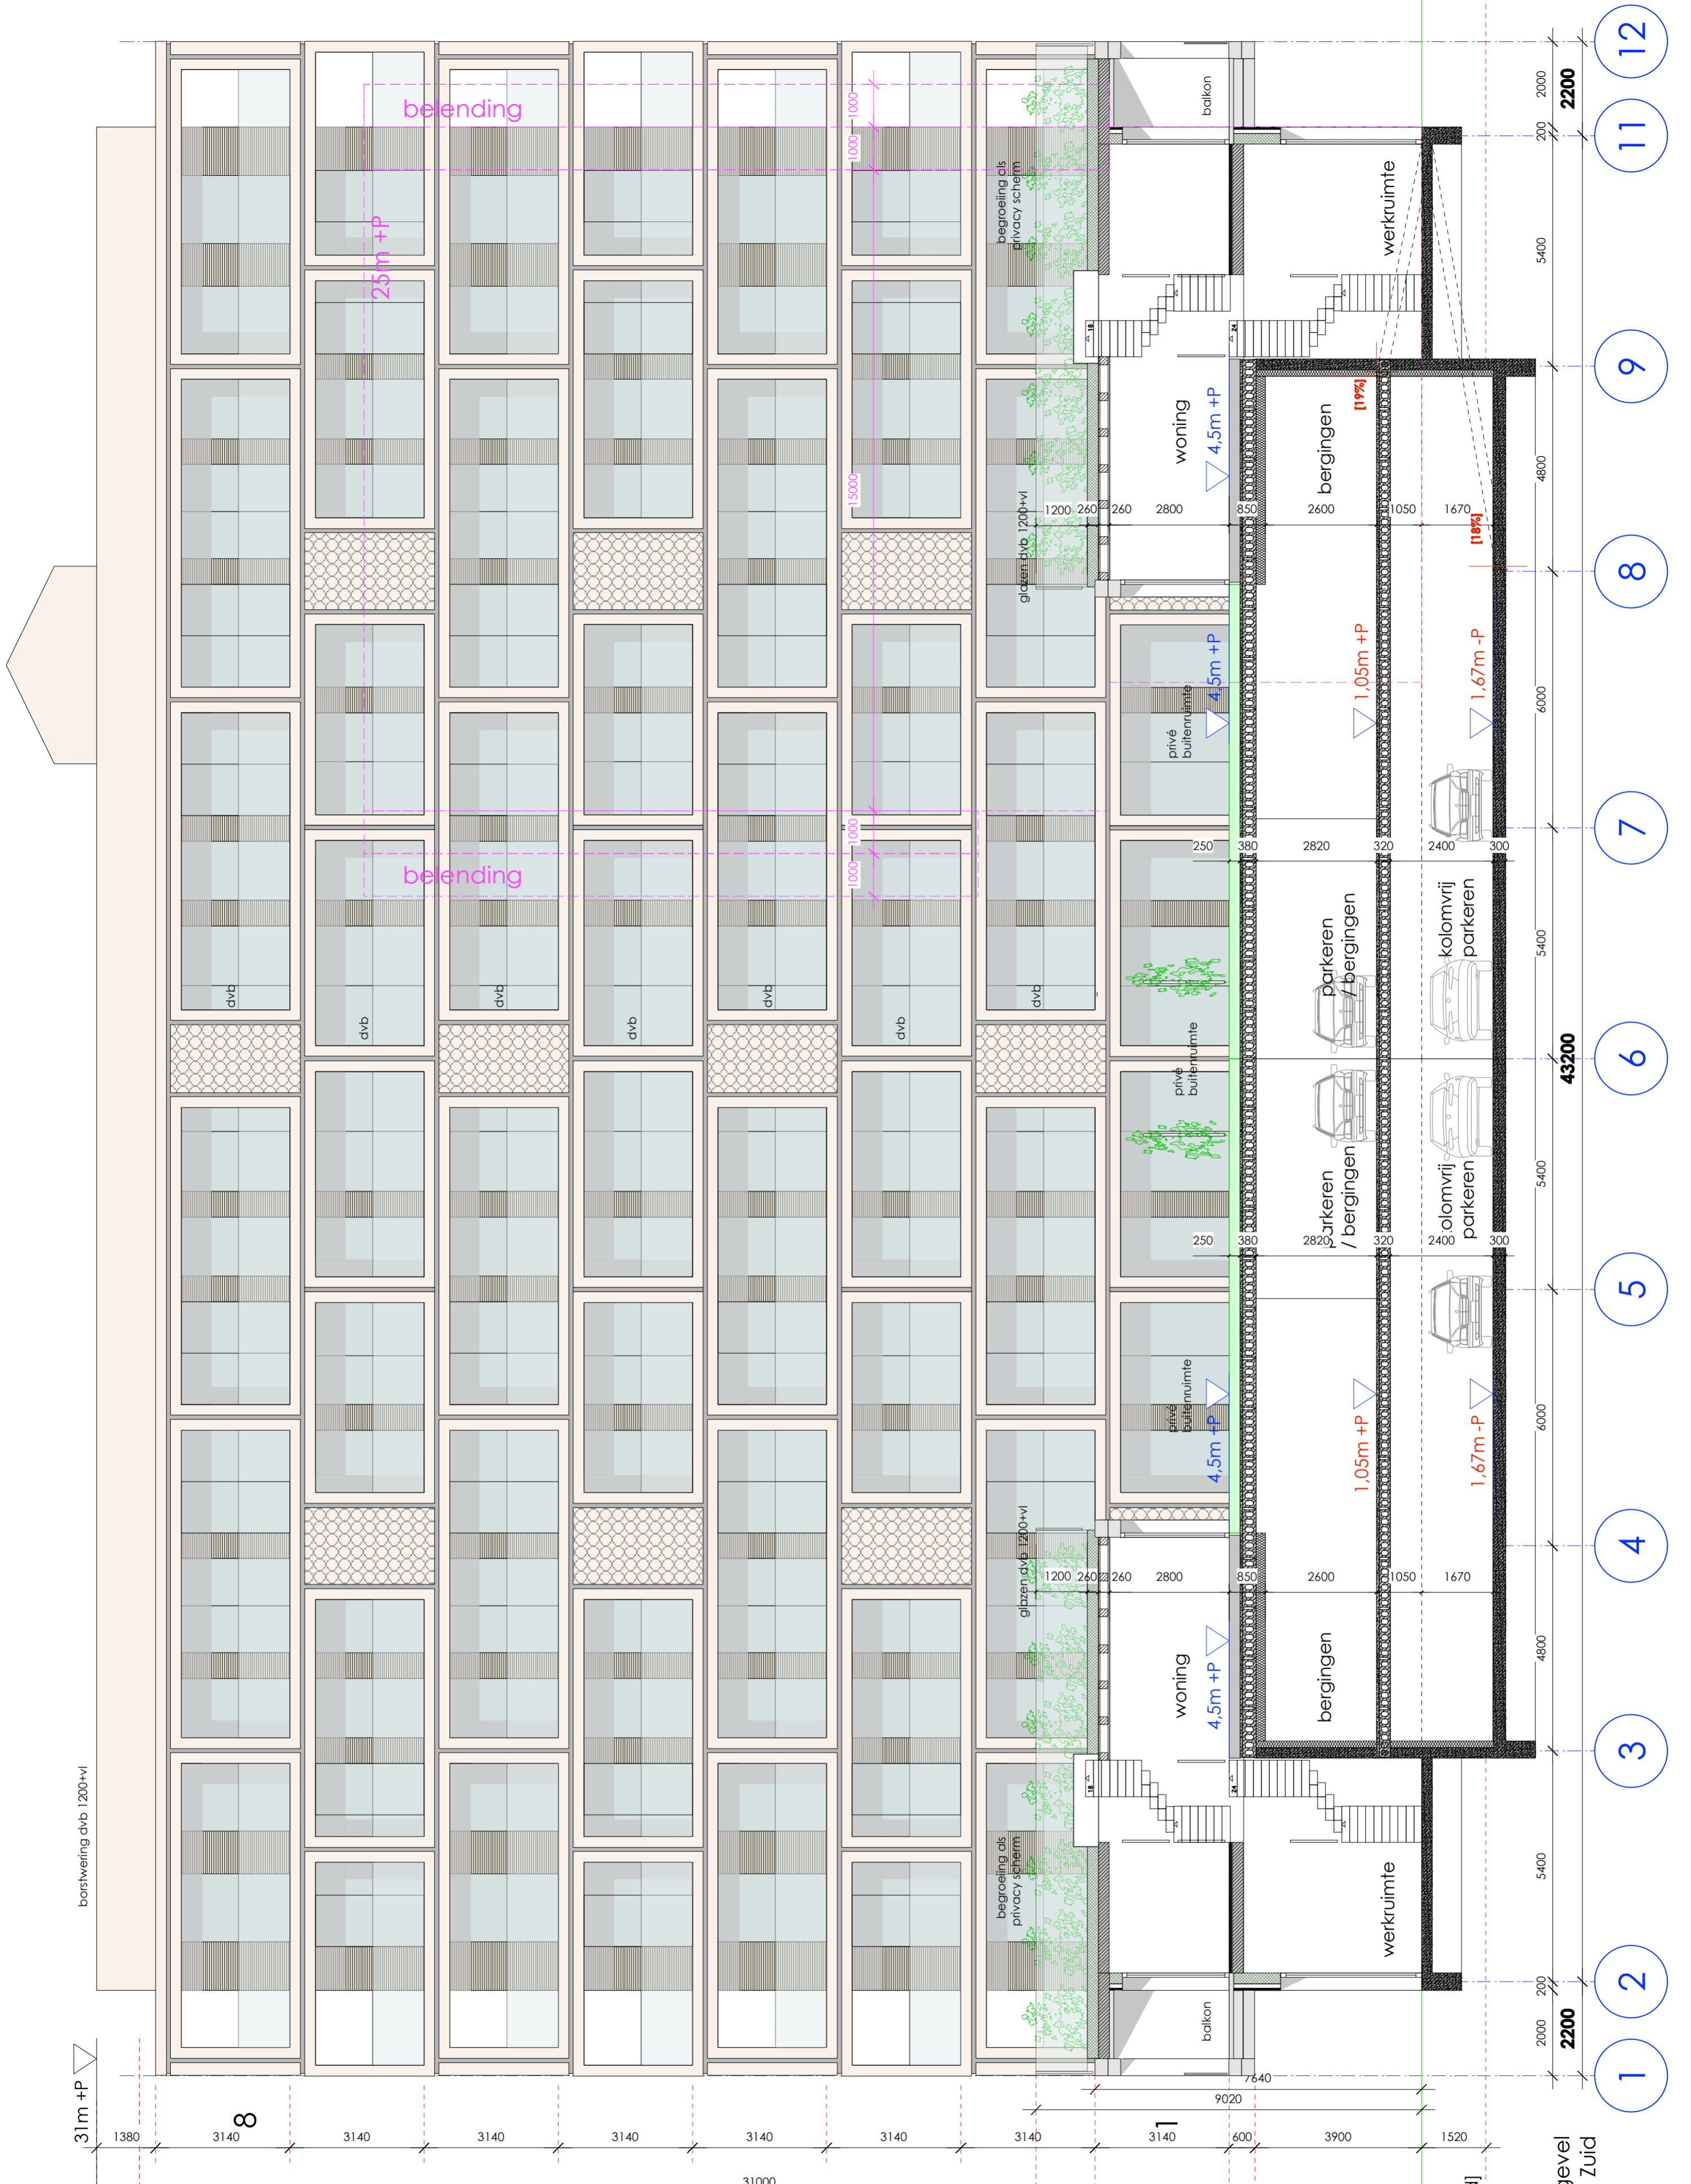 31m +P
borstwering dvb 1200+vl
1380
3140
3140
3140
3140
3140
3140
3140
3140
600
3900
1520
31000
8
1
9020
7640
belending
25m +P
belending
1000
1000
15000
1000
1000
dvb
dvb
dvb
dvb
dvb
dvb
dvb
begroeiing als
privacy scherm
glazen dvb 1200+vl
glazen dvb 1200+vl
begroeiing als
privacy scherm
balkon
18
24
woning
4,5m +P
privé
buitenruimte
4,5m +P
privé
buitenruimte
privé
buitenruimte
4,5m +P
woning
4,5m +P
18
24
balkon
1200
260
260
2800
850
2600
1050
1670
250
380
2820
320
2400
300
250
380
2820
320
2400
300
1200
260
260
2800
850
2600
1050
1670
werkruimte
bergingen
1,05m +P
parkeren
/ bergingen
parkeren
/ bergingen
1,05m +P
bergingen
[19%]
werkruimte
1,67m -P
kolomvrij
parkeren
kolomvrij
parkeren
1,67m -P
[18%]
2000
200
5400
4800
6000
5400
5400
6000
4800
5400
200
2000
2200
43200
2200
1
2
3
4
5
6
7
8
9
11
12
gevel
Zuid